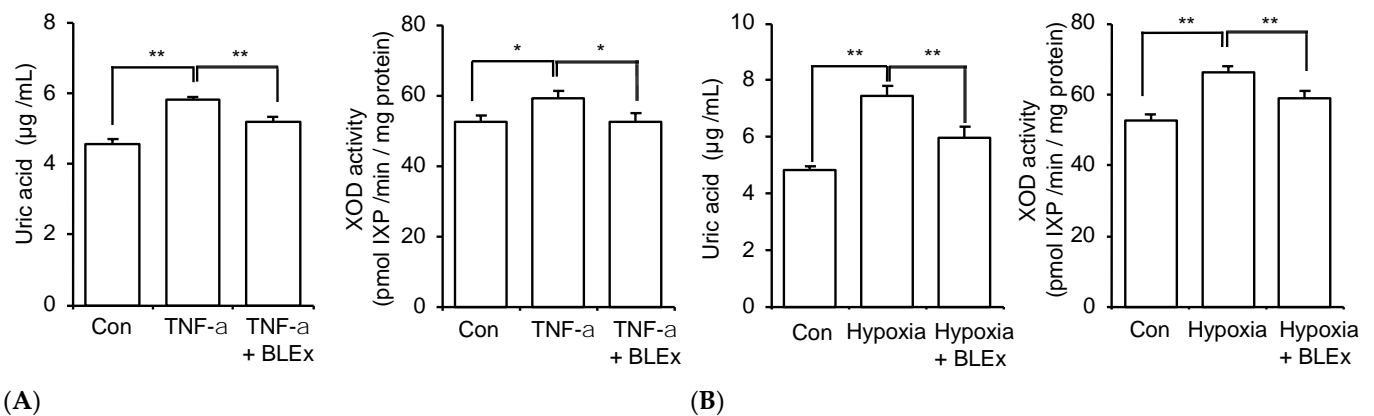 8
6
4
2
0
Uric acid (μg /mL)
** **
Con TNF-a TNF-a
+ BLEx
80
60
40
20
0
XOD activity
(pmol IXP /min / mg protein)
* *
Con TNF-a TNF-a
+ BLEx
(A)
10
8
6
4
2
0
Uric acid (μg /mL)
** **
Con Hypoxia Hypoxia
+ BLEx
80
60
40
20
0
XOD activity
(pmol IXP /min / mg protein)
** **
Con Hypoxia Hypoxia
+ BLEx
(B)